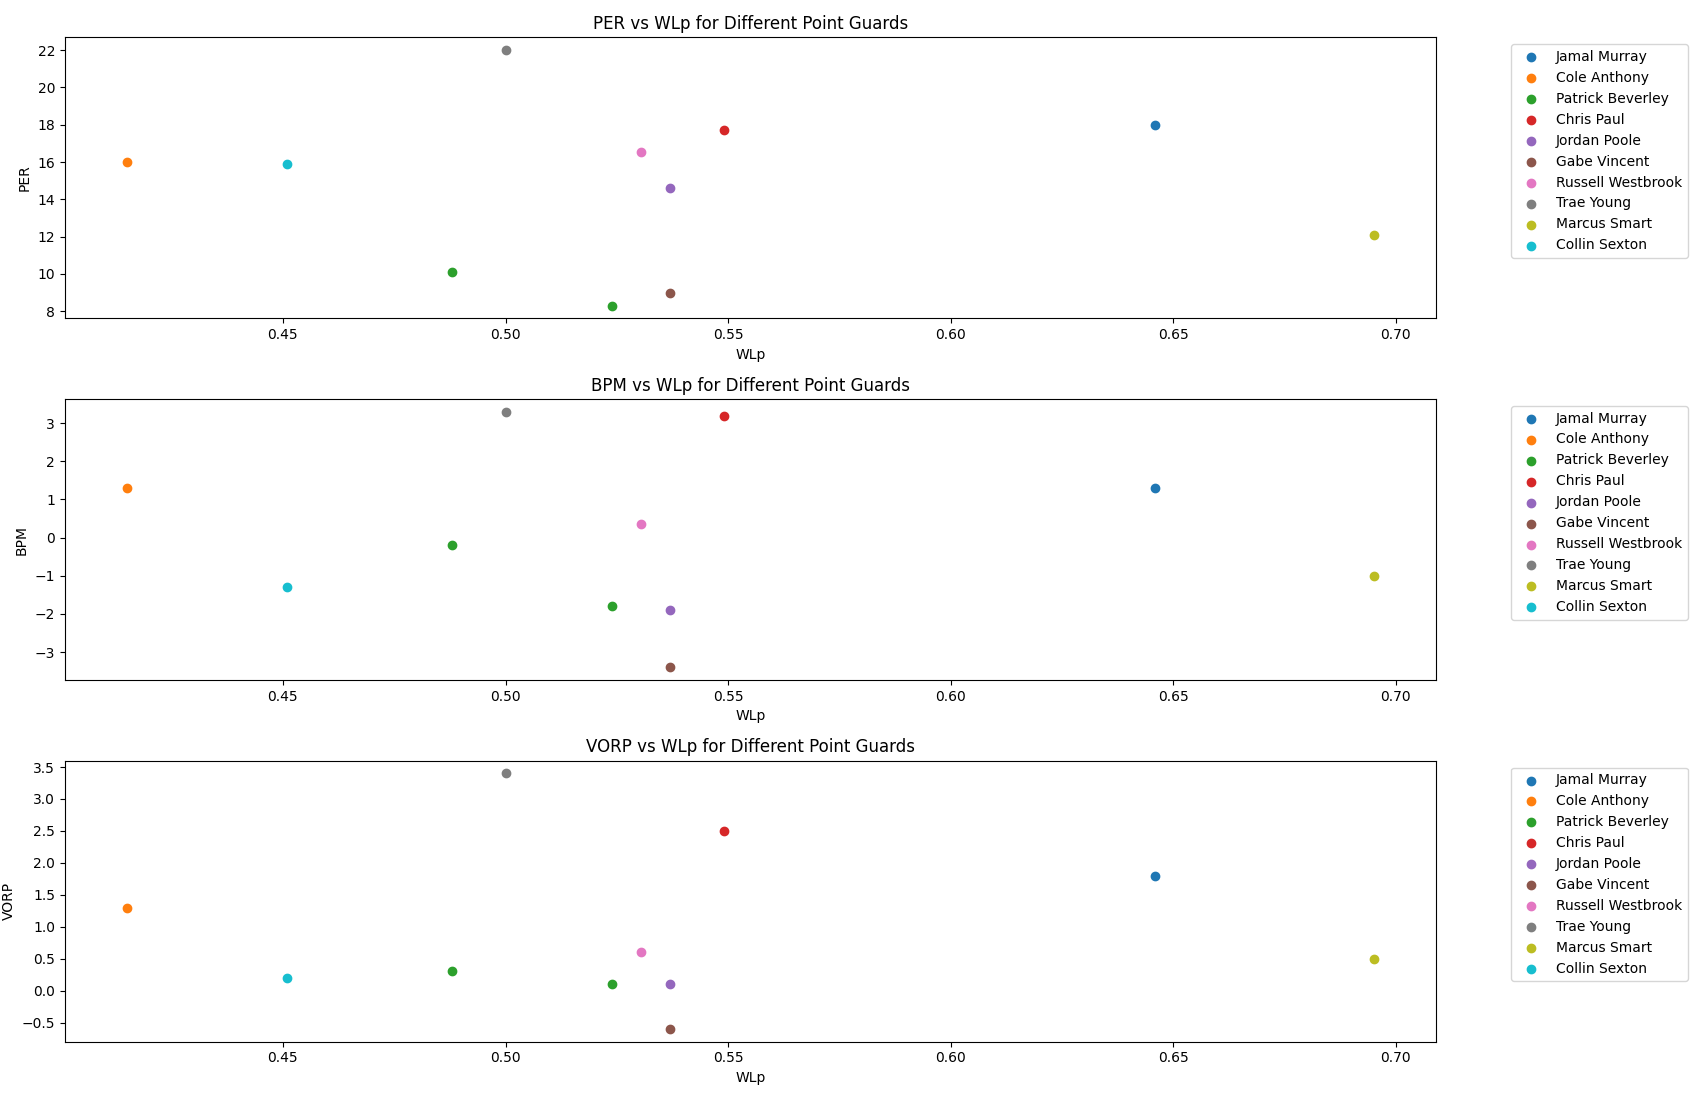 PER vs WLp for Different Point Guards
PER
22
20
18
16
14
12
10
8
0.45 0.50 0.55 0.60 0.65 0.70
WLp
Jamal Murray
Cole Anthony
Patrick Beverley
Chris Paul
Jordan Poole
Gabe Vincent
Russell Westbrook
Trae Young
Marcus Smart
Collin Sexton
BPM vs WLp for Different Point Guards
BPM
3
2
1
0
−1
−2
−3
0.45 0.50 0.55 0.60 0.65 0.70
WLp
Jamal Murray
Cole Anthony
Patrick Beverley
Chris Paul
Jordan Poole
Gabe Vincent
Russell Westbrook
Trae Young
Marcus Smart
Collin Sexton
VORP vs WLp for Different Point Guards
VORP
3.5
3.0
2.5
2.0
1.5
1.0
0.5
0.0
−0.5
0.45 0.50 0.55 0.60 0.65 0.70
WLp
Jamal Murray
Cole Anthony
Patrick Beverley
Chris Paul
Jordan Poole
Gabe Vincent
Russell Westbrook
Trae Young
Marcus Smart
Collin Sexton